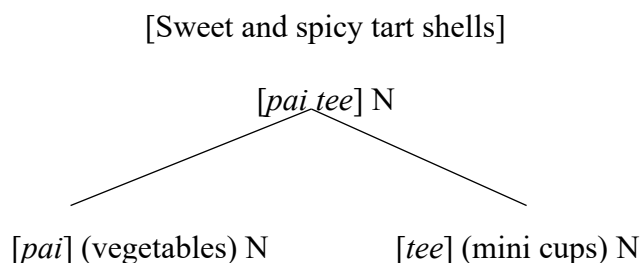 [Sweet and spicy tart shells]
[pai tee] N
[pai] (vegetables) N [tee] (mini cups) N